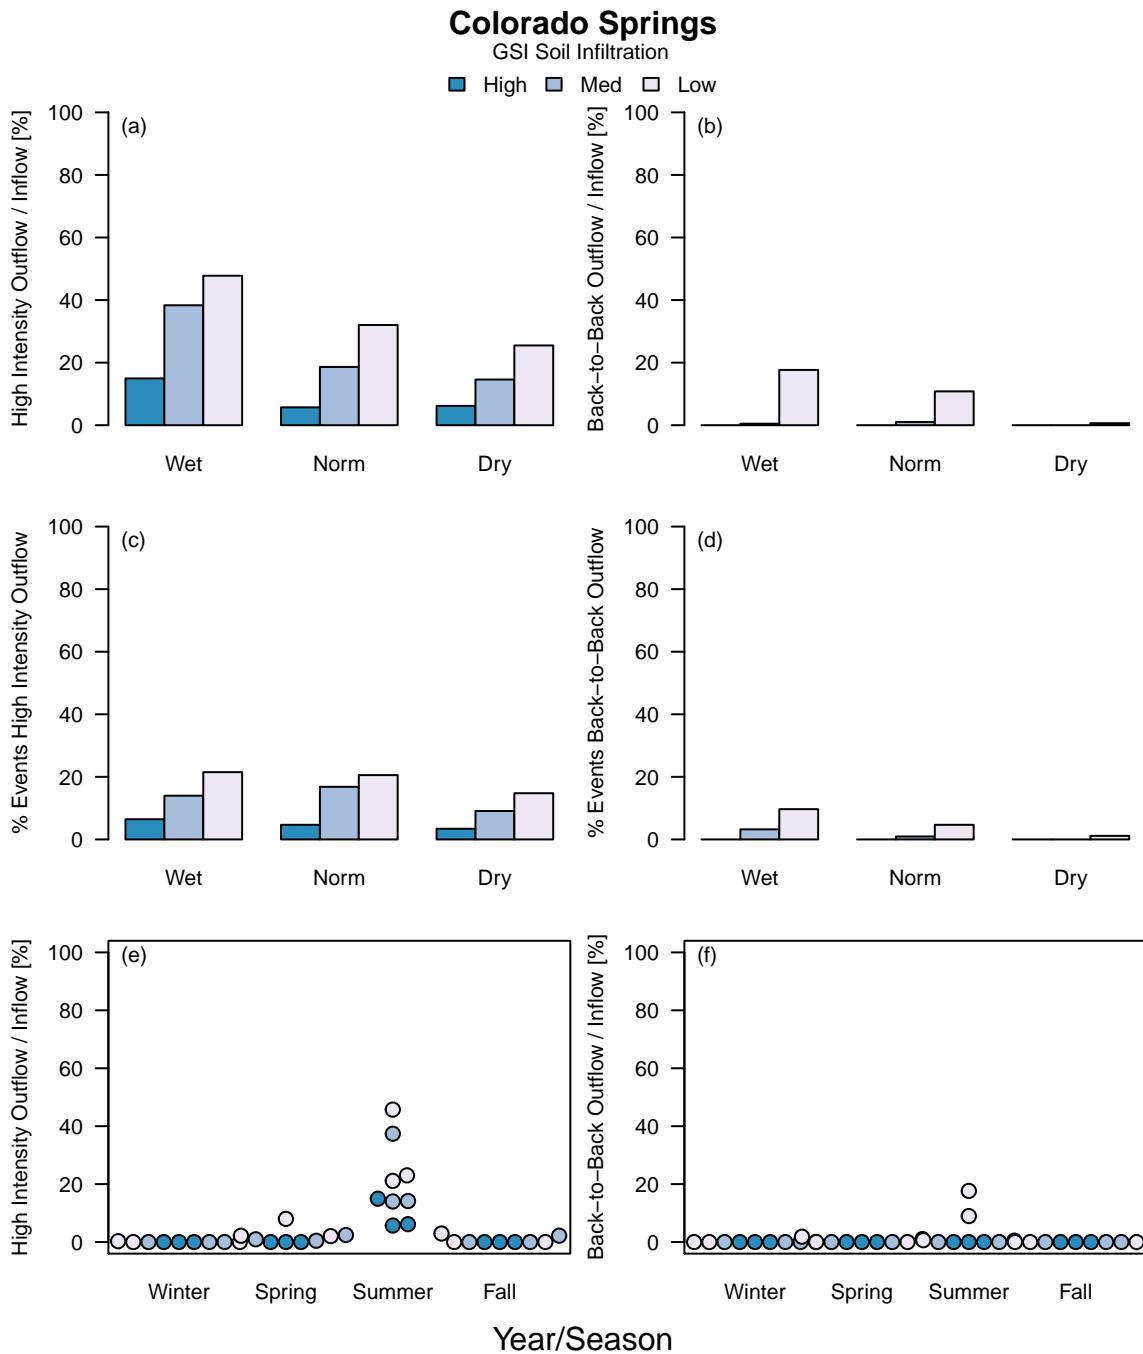 Colorado Springs
GSI Soil Infiltration
High Med Low
High Intensity Outflow / Inflow [%]
100
80
60
40
20
0
(a)
Wet Norm Dry
Back−to−Back Outflow / Inflow [%]
100
80
60
40
20
0
(b)
Wet Norm Dry
% Events High Intensity Outflow
100
80
60
40
20
0
(c)
Wet Norm Dry
% Events Back−to−Back Outflow
100
80
60
40
20
0
(d)
Wet Norm Dry
High Intensity Outflow / Inflow [%]
100
80
60
40
20
0
(e)
Winter Spring Summer Fall
Back−to−Back Outflow / Inflow [%]
100
80
60
40
20
0
(f)
Winter Spring Summer Fall
Year/Season